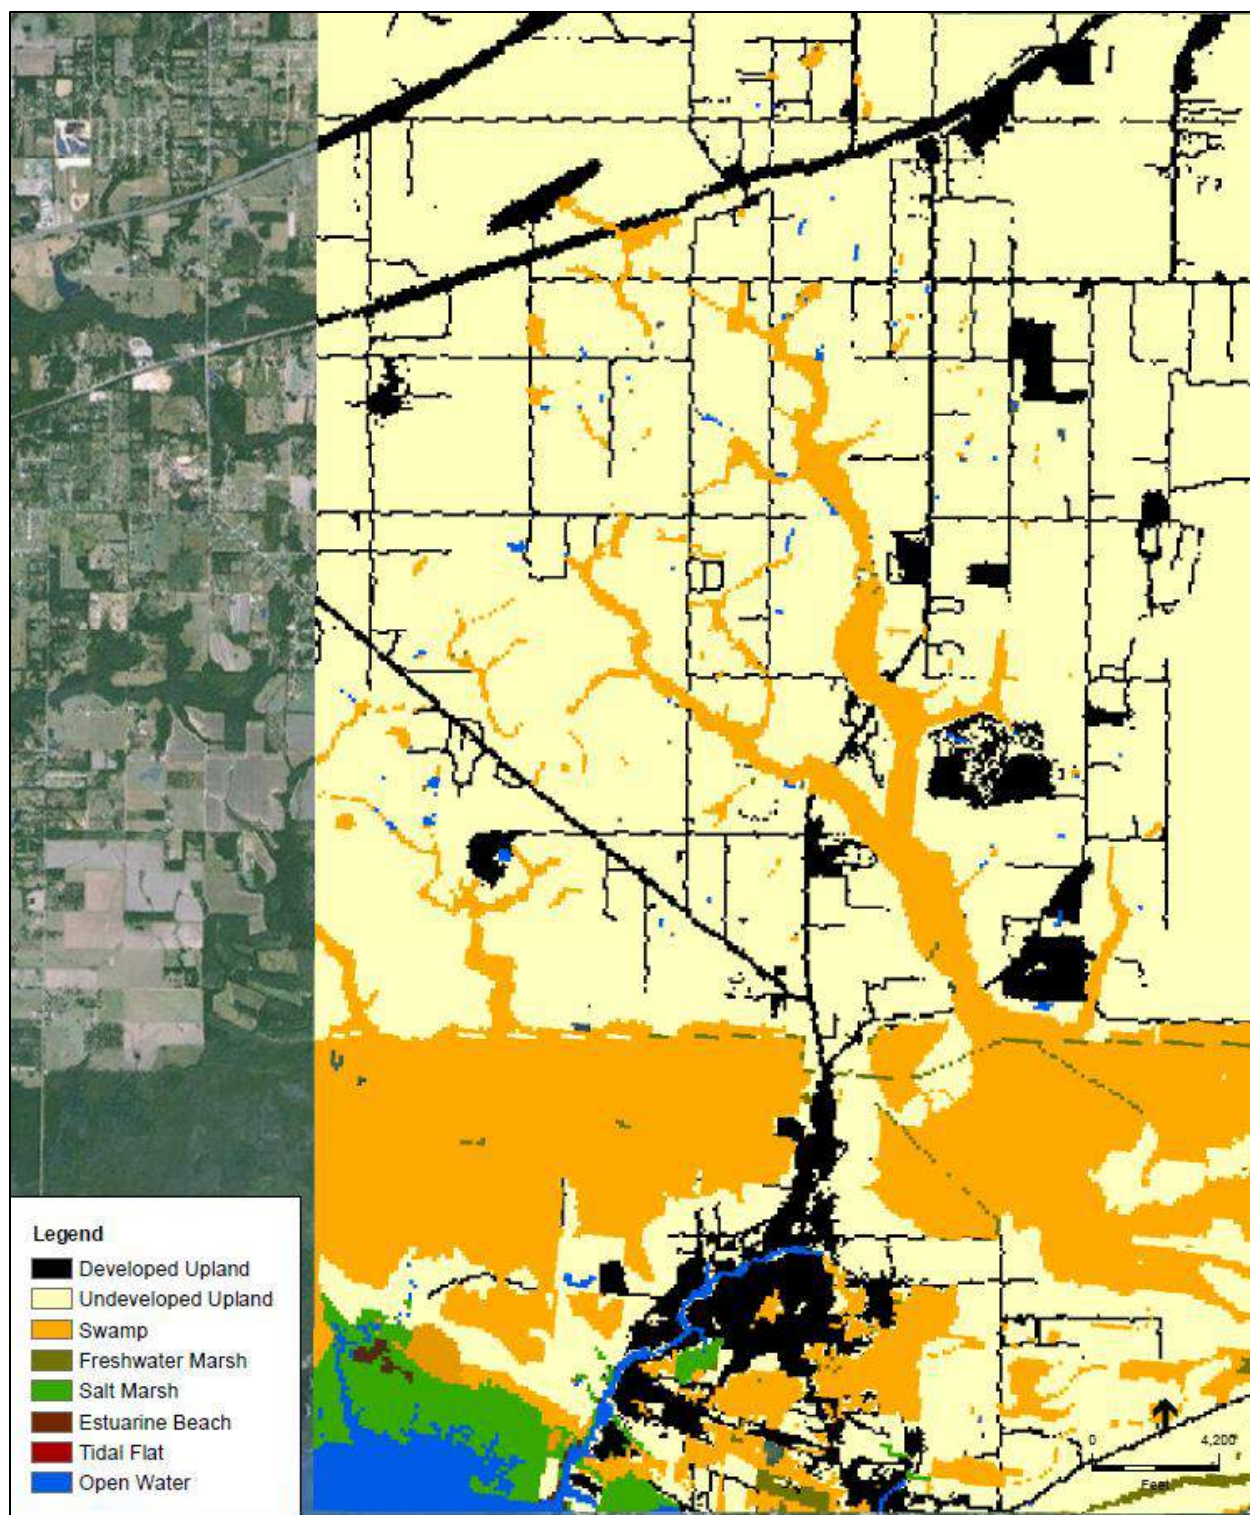 Legend
Developed Upland
Undeveloped Upland
Swamp
Freshwater Marsh
Salt Marsh
Estuarine Beach
Tidal Flat
Open Water
0 4,200
Feet